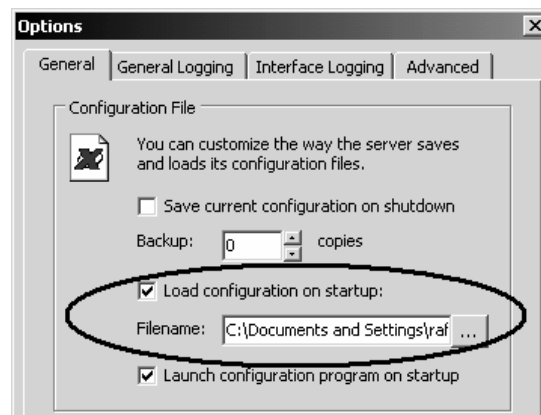 Options
General General Logging Interface Logging Advanced
Configuration File
You can customize the way the server saves
and loads its configuration files.
Save current configuration on shutdown
Backup: 0 copies
Load configuration on startup:
Filename: C:\Documents and Settings\raf ...
Launch configuration program on startup